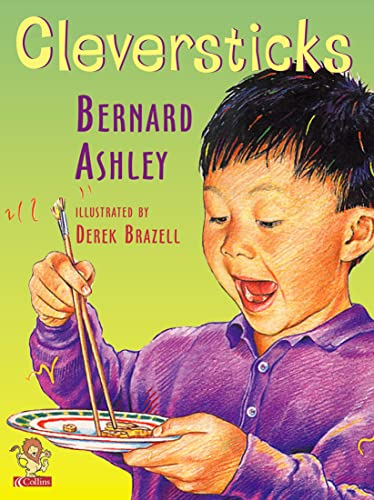 Cleversticks
BERNARD
ASHLEY
ILLUSTRATED BY
DEREK BRAZELL
Collins